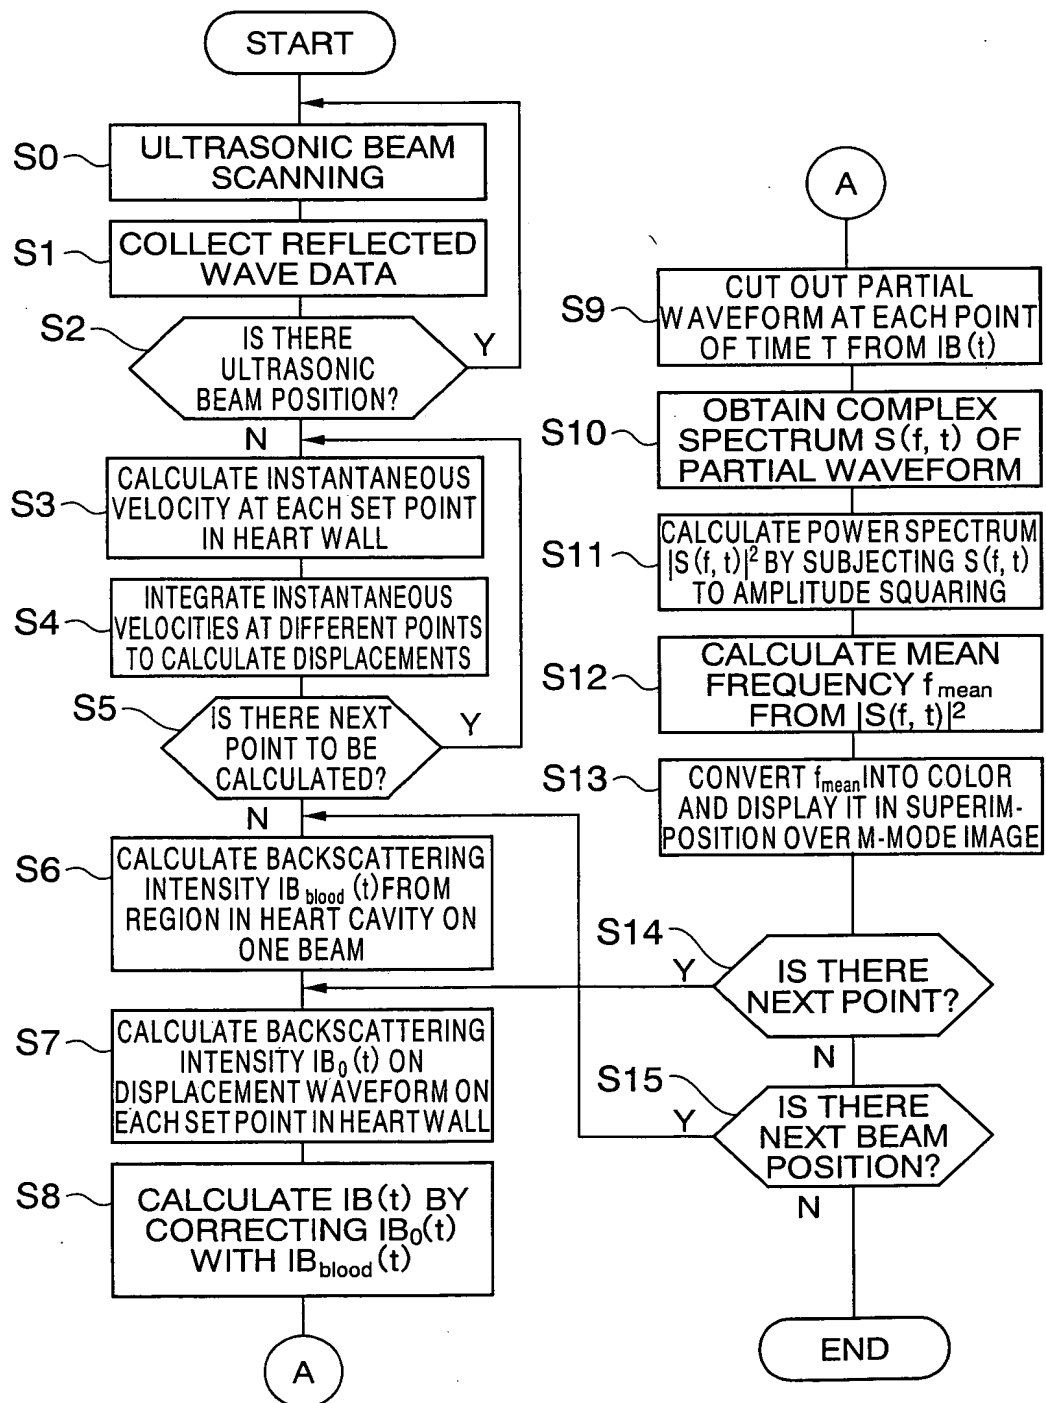 START
S0
ULTRASONIC BEAM
SCANNING
S1
COLLECT REFLECTED
WAVE DATA
S2
IS THERE
ULTRASONIC
BEAM POSITION?
Y
N
S3
CALCULATE INSTANTANEOUS
VELOCITY AT EACH SET POINT
IN HEART WALL
S4
INTEGRATE INSTANTANEOUS
VELOCITIES AT DIFFERENT POINTS
TO CALCULATE DISPLACEMENTS
S5
IS THERE NEXT
POINT TO BE
CALCULATED?
Y
N
S6
CALCULATE BACKSCATTERING
INTENSITY IB_blood (t) FROM
REGION IN HEART CAVITY ON
ONE BEAM
S7
CALCULATE BACKSCATTERING
INTENSITY IB₀ (t) ON
DISPLACEMENT WAVEFORM ON
EACH SET POINT IN HEART WALL
S8
CALCULATE IB (t) BY
CORRECTING IB₀ (t)
WITH IB_blood (t)
A
A
S9
CUT OUT PARTIAL
WAVEFORM AT EACH POINT
OF TIME T FROM IB (t)
S10
OBTAIN COMPLEX
SPECTRUM S (f, t) OF
PARTIAL WAVEFORM
S11
CALCULATE POWER SPECTRUM
|S (f, t)|² BY SUBJECTING S (f, t)
TO AMPLITUDE SQUARING
S12
CALCULATE MEAN
FREQUENCY f_mean
FROM |S (f, t)|²
S13
CONVERT f_mean INTO COLOR
AND DISPLAY IT IN SUPERIM-
POSITION OVER M-MODE IMAGE
S14
IS THERE
NEXT POINT?
Y
N
S15
IS THERE
NEXT BEAM
POSITION?
Y
N
END